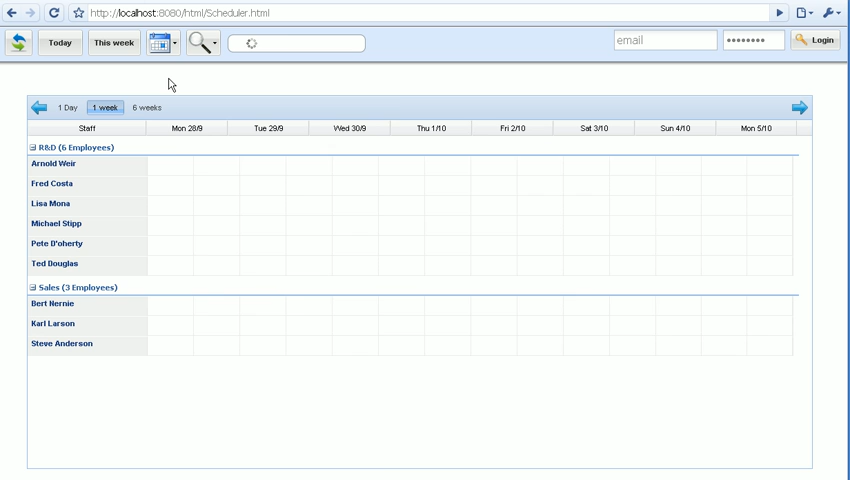 http://localhost:8080/html/Scheduler.html
Today This week email •••••••• Login
1 Day 1 week 6 weeks
Staff Mon 28/9 Tue 29/9 Wed 30/9 Thu 1/10 Fri 2/10 Sat 3/10 Sun 4/10 Mon 5/10
R&D (6 Employees)
Arnold Weir
Fred Costa
Lisa Mona
Michael Stipp
Pete D'oherty
Ted Douglas
Sales (3 Employees)
Bert Nernie
Karl Larson
Steve Anderson